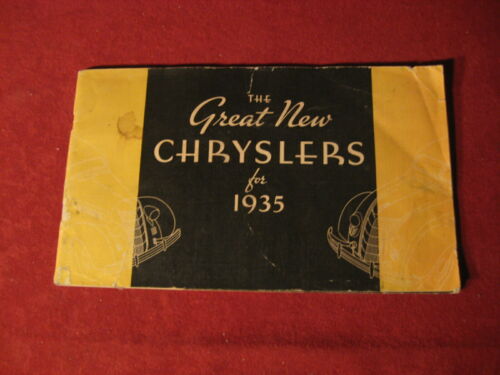 THE
Great New
CHRYSLERS
for
1935